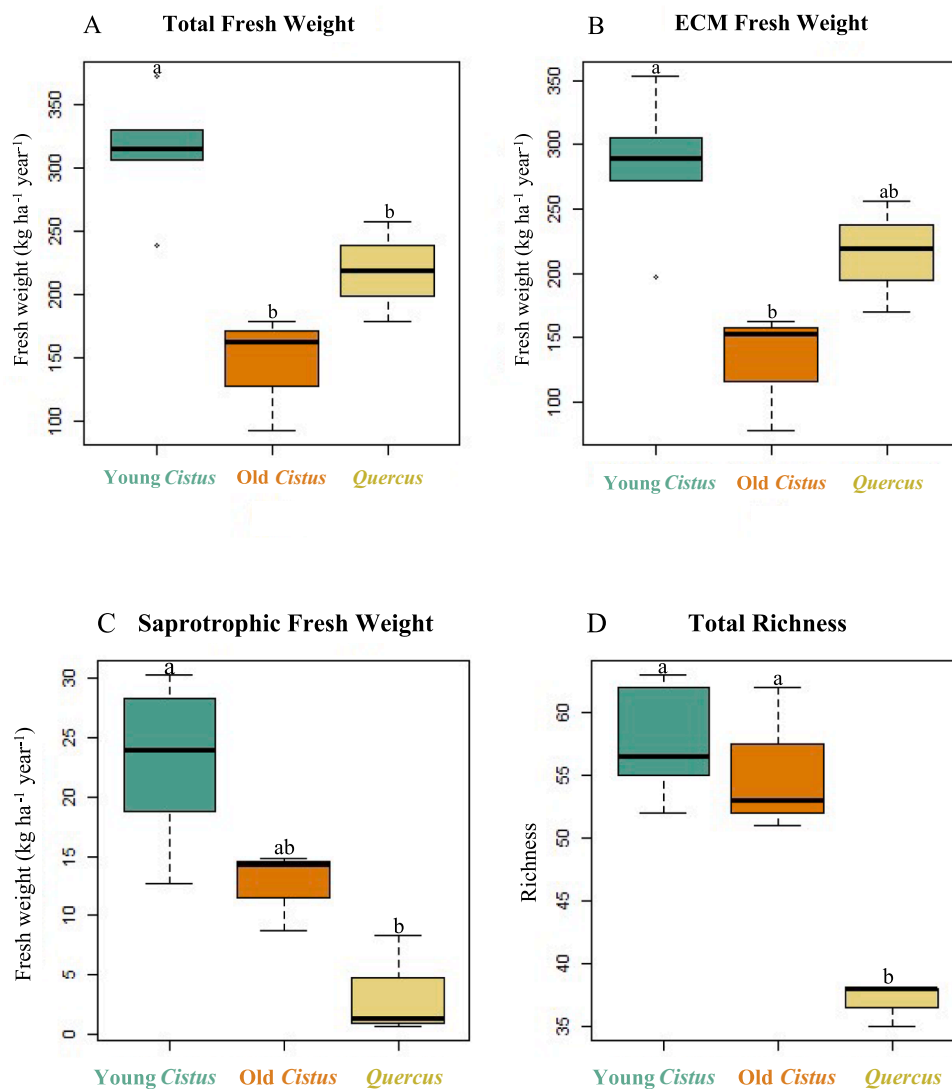 A Total Fresh Weight
Fresh weight (kg ha⁻¹ year⁻¹)
350
300
250
200
150
100
a
b
b
Young Cistus Old Cistus Quercus
B ECM Fresh Weight
Fresh weight (kg ha⁻¹ year⁻¹)
350
300
250
200
150
100
a
b
ab
Young Cistus Old Cistus Quercus
C Saprotrophic Fresh Weight
Fresh weight (kg ha⁻¹ year⁻¹)
30
25
20
15
10
5
0
a
ab
b
Young Cistus Old Cistus Quercus
D Total Richness
Richness
60
55
50
45
40
35
a
a
b
Young Cistus Old Cistus Quercus